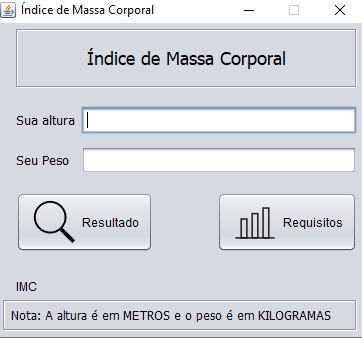 Índice de Massa Corporal
Índice de Massa Corporal
Sua altura
Seu Peso
Resultado
Requisitos
IMC
Nota: A altura é em METROS e o peso é em KILOGRAMAS